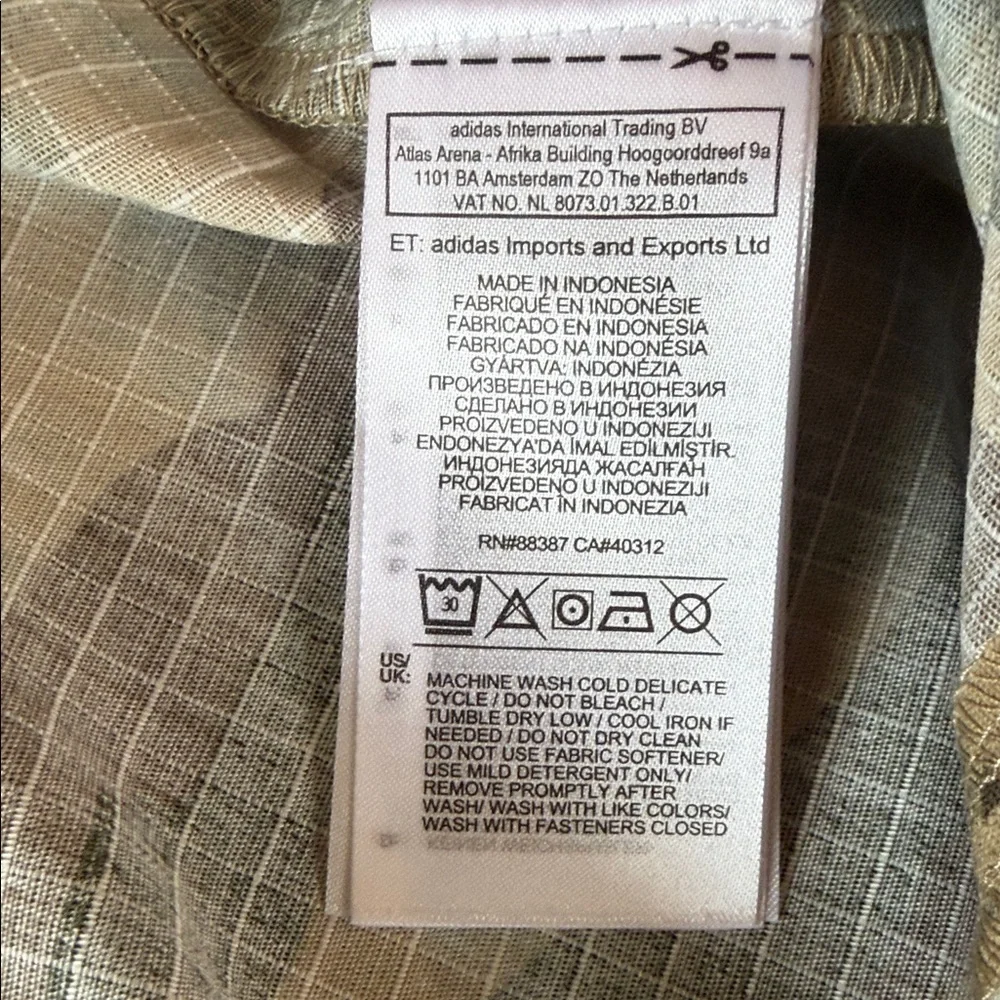 adidas International Trading BV
Atlas Arena - Afrika Building Hoogoorddreef 9a
1101 BA Amsterdam ZO The Netherlands
VAT NO. NL 8073.01.322.B.01
ET: adidas Imports and Exports Ltd
MADE IN INDONESIA
FABRIQUÉ EN INDONÉSIE
FABRICADO EN INDONESIA
FABRICADO NA INDONÉSIA
GYÁRTVA: INDONÉZIA
ПРОИЗВЕДЕНО В ИНДОНЕЗИЯ
СДЕЛАНО В ИНДОНЕЗИИ
PROIZVEDENO U INDONEZIJI
ENDONEZYA'DA İMAL EDİLMİŞTİR.
ИНДОНЕЗИЯДА ЖАСАЛҒАН
PROIZVEDENO U INDONEZIJI
FABRICAT ÎN INDONEZIA
RN#88387 CA#40312
30
US/
UK:
MACHINE WASH COLD DELICATE
CYCLE / DO NOT BLEACH /
TUMBLE DRY LOW / COOL IRON IF
NEEDED / DO NOT DRY CLEAN
DO NOT USE FABRIC SOFTENER/
USE MILD DETERGENT ONLY/
REMOVE PROMPTLY AFTER
WASH/ WASH WITH LIKE COLORS/
WASH WITH FASTENERS CLOSED